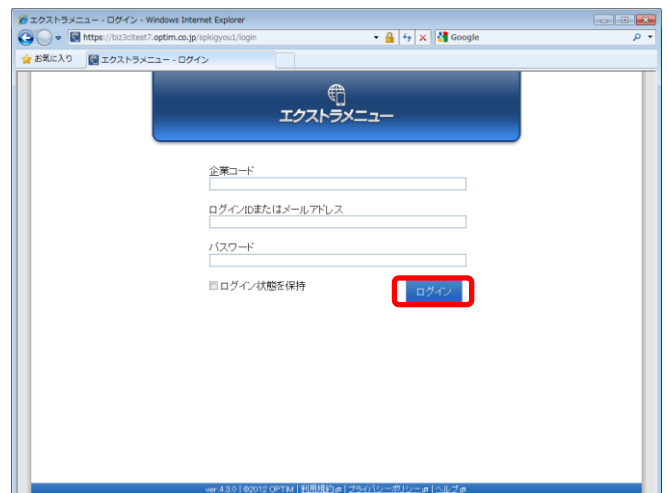 エクストラメニュー - ログイン - Windows Internet Explorer
https://biz3citest7.optim.co.jp/spkigyou1/login
Google
お気に入り
エクストラメニュー - ログイン
エクストラメニュー
企業コード
ログインIDまたはメールアドレス
パスワード
ログイン状態を保持
ログイン
ver.4.3.0 | ©2012 OPTiM | 利用規約 | プライバシーポリシー | ヘルプ